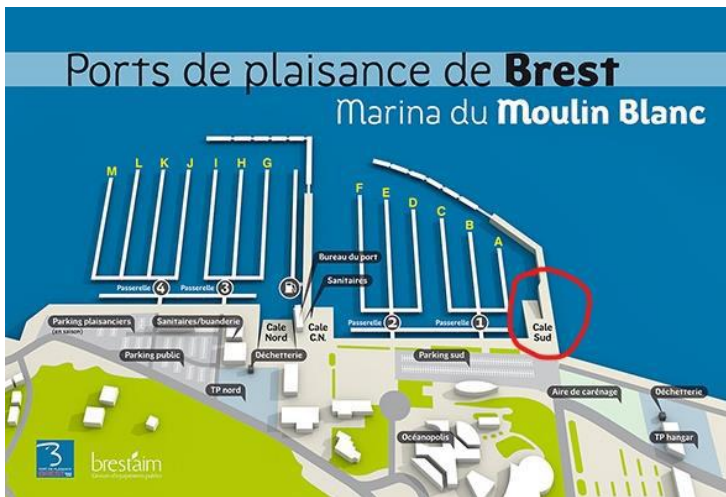 Ports de plaisance de Brest
Marina du Moulin Blanc
M
L
K
J
I
H
G
F
E
D
C
B
A
Bureau du port
Sanitaires
Passerelle 4
Passerelle 3
Passerelle 2
Passerelle 1
Cale
Nord
Cale
C.N.
Cale
Sud
Parking plaisanciers
(en saison)
Sanitaires/buanderie
Parking public
Déchetterie
Parking sud
TP nord
Aire de carénage
Déchetterie
Océanopolis
TP hangar
brest'aim